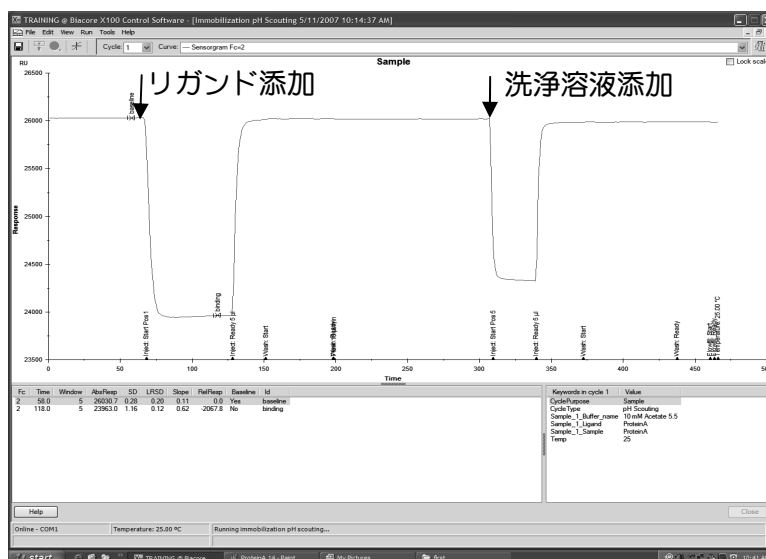 TRAINING @ Biacore X100 Control Software - [Immobilization pH Scouting 5/11/2007 10:14:37 AM]
File Edit View Run Tools Help
Cycle: 1 Curve: — Sensorgram Fc=2
RU
Sample
Lock scale
リガンド添加
洗浄溶液添加
26500
26000
25500
25000
24500
24000
23500
Response
baseline
binding
Inject: Start Pos 1
Inject: Ready 5 µl
Wash: Start
Inject: Start Pos 5
Inject: Ready 5 µl
Wash: Start
Wash: Ready
Temperature: 25.00 °C
0 50 100 150 200 250 300 350 400 450
Time
Fc Time Window AbsResp SD LRSD Slope RelResp Baseline Id
2 58.0 5 26030.7 0.28 0.20 0.11 0.0 Yes baseline
2 118.0 5 23963.0 1.16 0.12 0.62 -2067.8 No binding
Keywords in cycle 1 Value
CyclePurpose Sample
CycleType pH Scouting
Sample_1_Buffer_name 10 mM Acetate 5.5
Sample_1_Ligand ProteinA
Sample_1_Sample ProteinA
Temp 25
Help
Close
Online - COM1 Temperature: 25.00 °C Running immobilization pH scouting...
start TRAINING @ Biacore ... ProteinA 14 - Paint My Pictures first 10:41 AM